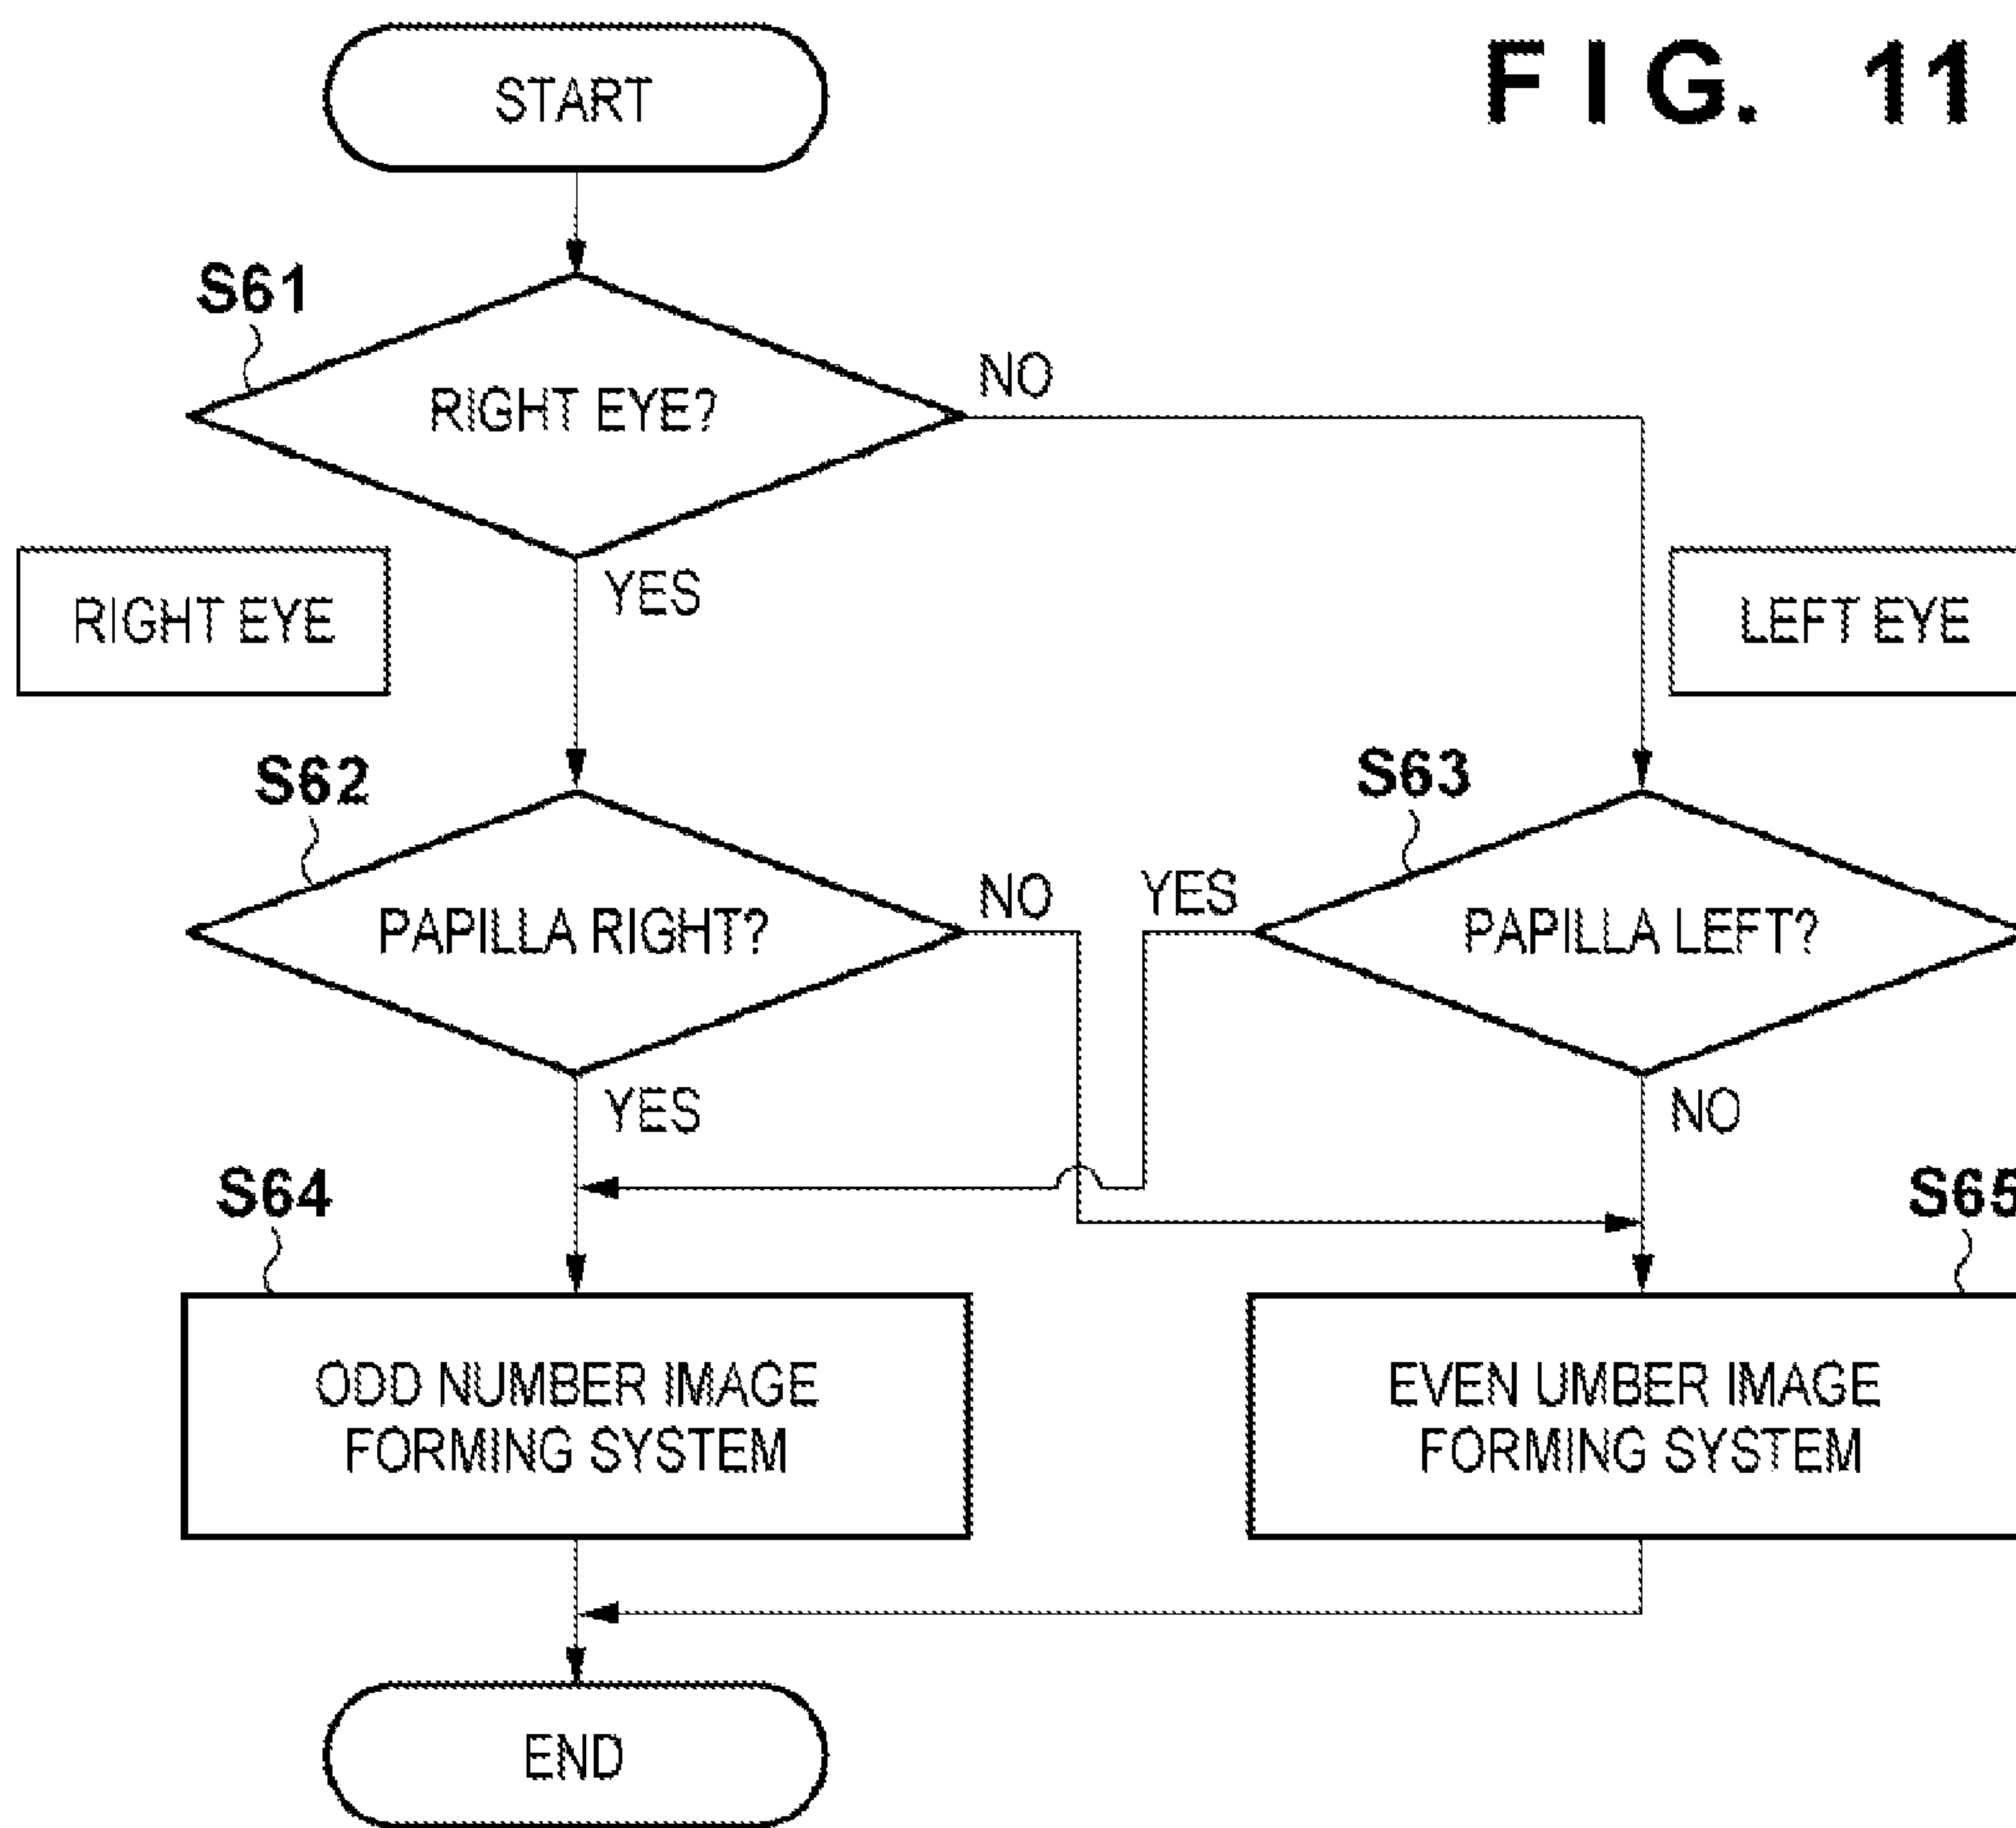 FIG. 11
START
S61
RIGHT EYE?
NO
YES
RIGHT EYE
LEFT EYE
S62
PAPILLA RIGHT?
NO
YES
S63
PAPILLA LEFT?
YES
NO
S64
ODD NUMBER IMAGE
FORMING SYSTEM
S65
EVEN UMBER IMAGE
FORMING SYSTEM
END